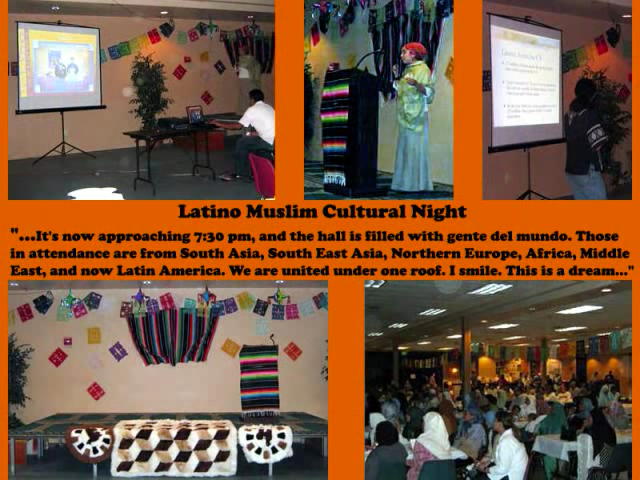 Latino Muslim Cultural Night
"...It's now approaching 7:30 pm, and the hall is filled with gente del mundo. Those
in attendance are from South Asia, South East Asia, Northern Europe, Africa, Middle
East, and now Latin America. We are united under one roof. I smile. This is a dream..."